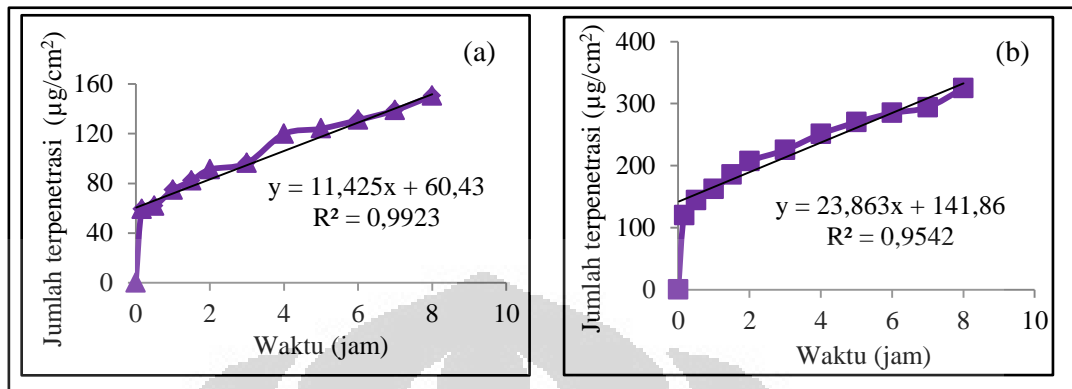 (a)
Jumlah terpenetrasi (µg/cm²)
160
120
80
40
0
y = 11,425x + 60,43
R² = 0,9923
0 2 4 6 8 10
Waktu (jam)
(b)
Jumlah terpenetrasi (µg/cm²)
400
300
200
100
0
y = 23,863x + 141,86
R² = 0,9542
0 2 4 6 8 10
Waktu (jam)